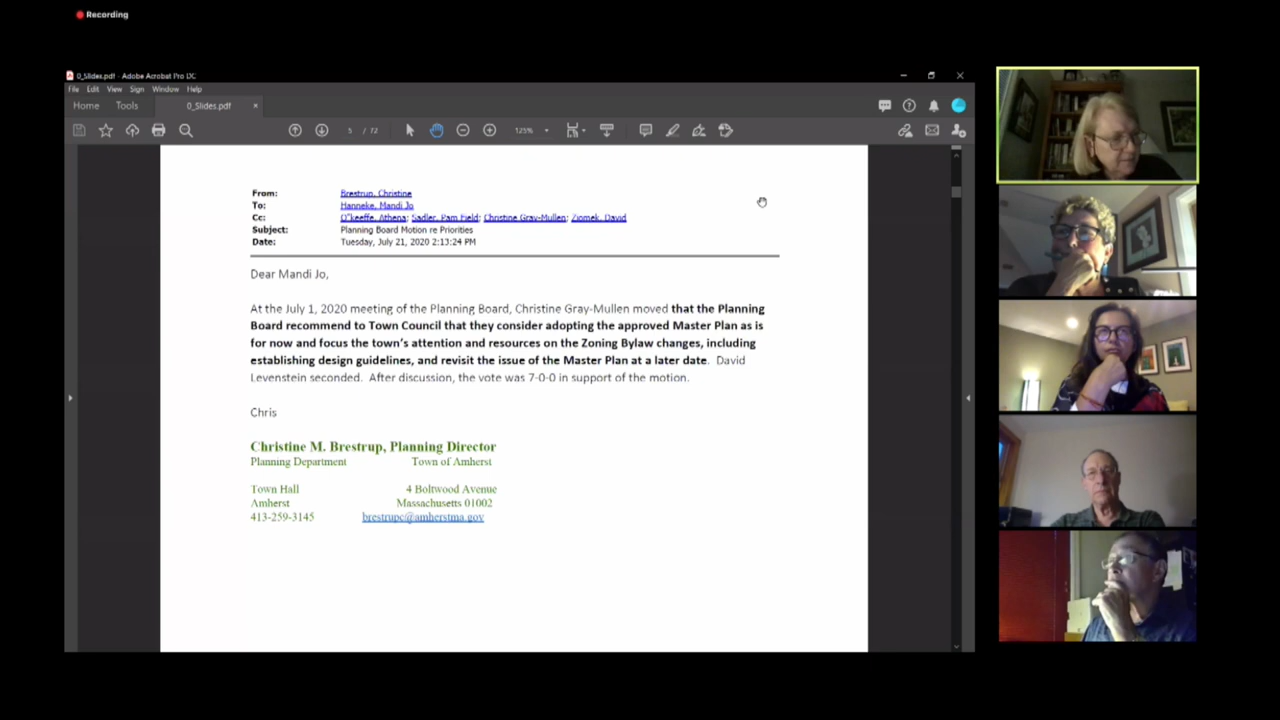 Recording
0_Slides.pdf - Adobe Acrobat Pro DC
File Edit View Sign Window Help
Home Tools 0_Slides.pdf ×
5 / 72 125%
From: Brestrup, Christine
To: Hanneke, Mandi Jo
Cc: O'keeffe, Athena; Sadler, Pam Field; Christine Gray-Mullen; Ziomek, David
Subject: Planning Board Motion re Priorities
Date: Tuesday, July 21, 2020 2:13:24 PM
Dear Mandi Jo,
At the July 1, 2020 meeting of the Planning Board, Christine Gray-Mullen moved that the Planning
Board recommend to Town Council that they consider adopting the approved Master Plan as is
for now and focus the town's attention and resources on the Zoning Bylaw changes, including
establishing design guidelines, and revisit the issue of the Master Plan at a later date. David
Levenstein seconded. After discussion, the vote was 7-0-0 in support of the motion.
Chris
Christine M. Brestrup, Planning Director
Planning Department Town of Amherst
Town Hall 4 Boltwood Avenue
Amherst Massachusetts 01002
413-259-3145 brestrupc@amherstma.gov